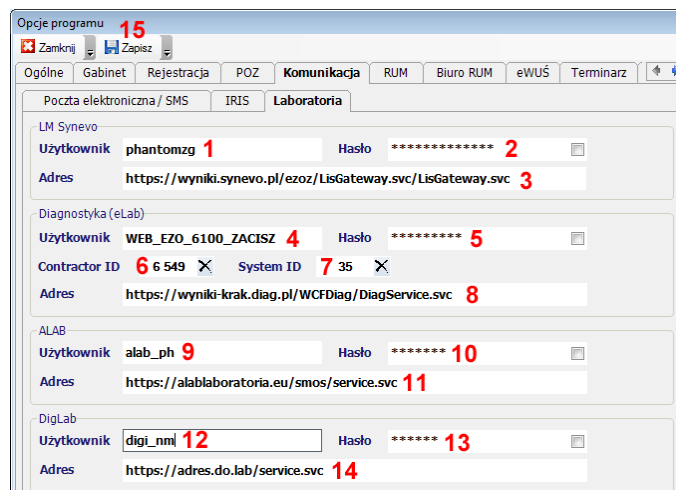 Opcje programu
15
Zamknij Zapisz
Ogólne Gabinet Rejestracja POZ Komunikacja RUM Biuro RUM eWUŚ Terminarz
Poczta elektroniczna / SMS IRIS Laboratoria
LM Synevo
Użytkownik phantomzg 1 Hasło ************* 2
Adres https://wyniki.synevo.pl/ezoz/LisGateway.svc/LisGateway.svc 3
Diagnostyka (eLab)
Użytkownik WEB_EZO_6100_ZACISZ 4 Hasło ********* 5
Contractor ID 6 6 549 System ID 7 35
Adres https://wyniki-krak.diag.pl/WCFDiag/DiagService.svc 8
ALAB
Użytkownik alab_ph 9 Hasło ******* 10
Adres https://alablaboratoria.eu/smos/service.svc 11
DigLab
Użytkownik digi_nm 12 Hasło ****** 13
Adres https://adres.do.lab/service.svc 14